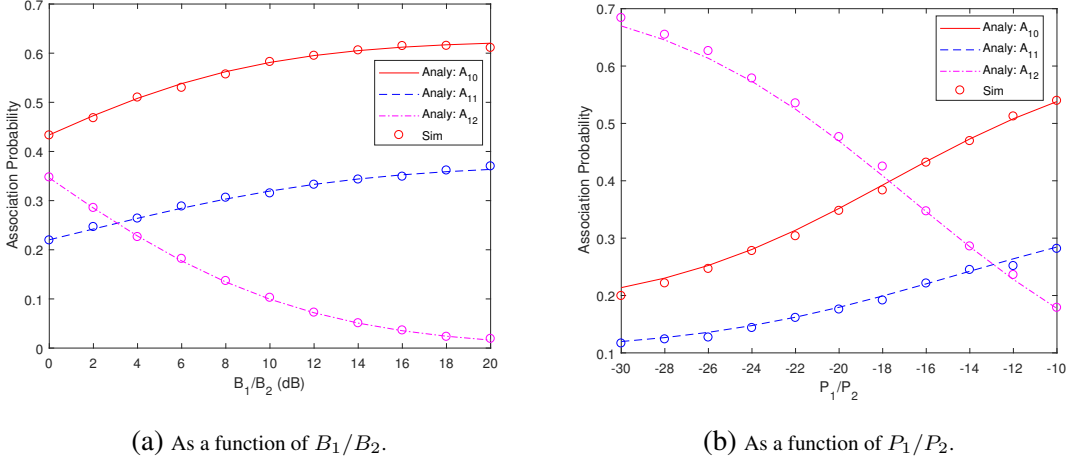 0.7
0.6
0.5
0.4
0.3
0.2
0.1
0
0 2 4 6 8 10 12 14 16 18 20
B1/B2 (dB)
Association Probability
Analy: A10
Analy: A11
Analy: A12
Sim
(a) As a function of B1/B2.
0.7
0.6
0.5
0.4
0.3
0.2
0.1
-30 -28 -26 -24 -22 -20 -18 -16 -14 -12 -10
P1/P2
Association Probability
Analy: A10
Analy: A11
Analy: A12
Sim
(b) As a function of P1/P2.